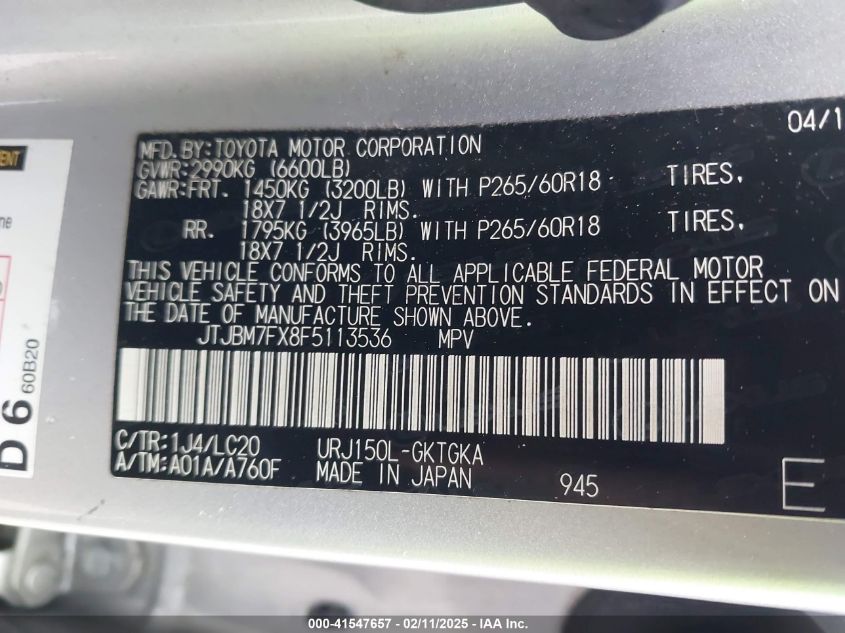 04/1
MFD.BY:TOYOTA MOTOR CORPORATION
GVWR:2990KG (6600LB)
GAWR:FRT. 1450KG (3200LB) WITH P265/60R18 TIRES.
18X7 1/2J RIMS.
RR. 1795KG (3965LB) WITH P265/60R18 TIRES.
18X7 1/2J RIMS.
THIS VEHICLE CONFORMS TO ALL APPLICABLE FEDERAL MOTOR
VEHICLE SAFETY AND THEFT PREVENTION STANDARDS IN EFFECT ON
THE DATE OF MANUFACTURE SHOWN ABOVE.
JTJBM7FX8F5113536 MPV
C/TR:1J4/LC20 URJ150L-GKTGKA
A/TM:A01A/A760F MADE IN JAPAN 945
E
D 6 60B20
000-41547657 - 02/11/2025 - IAA Inc.